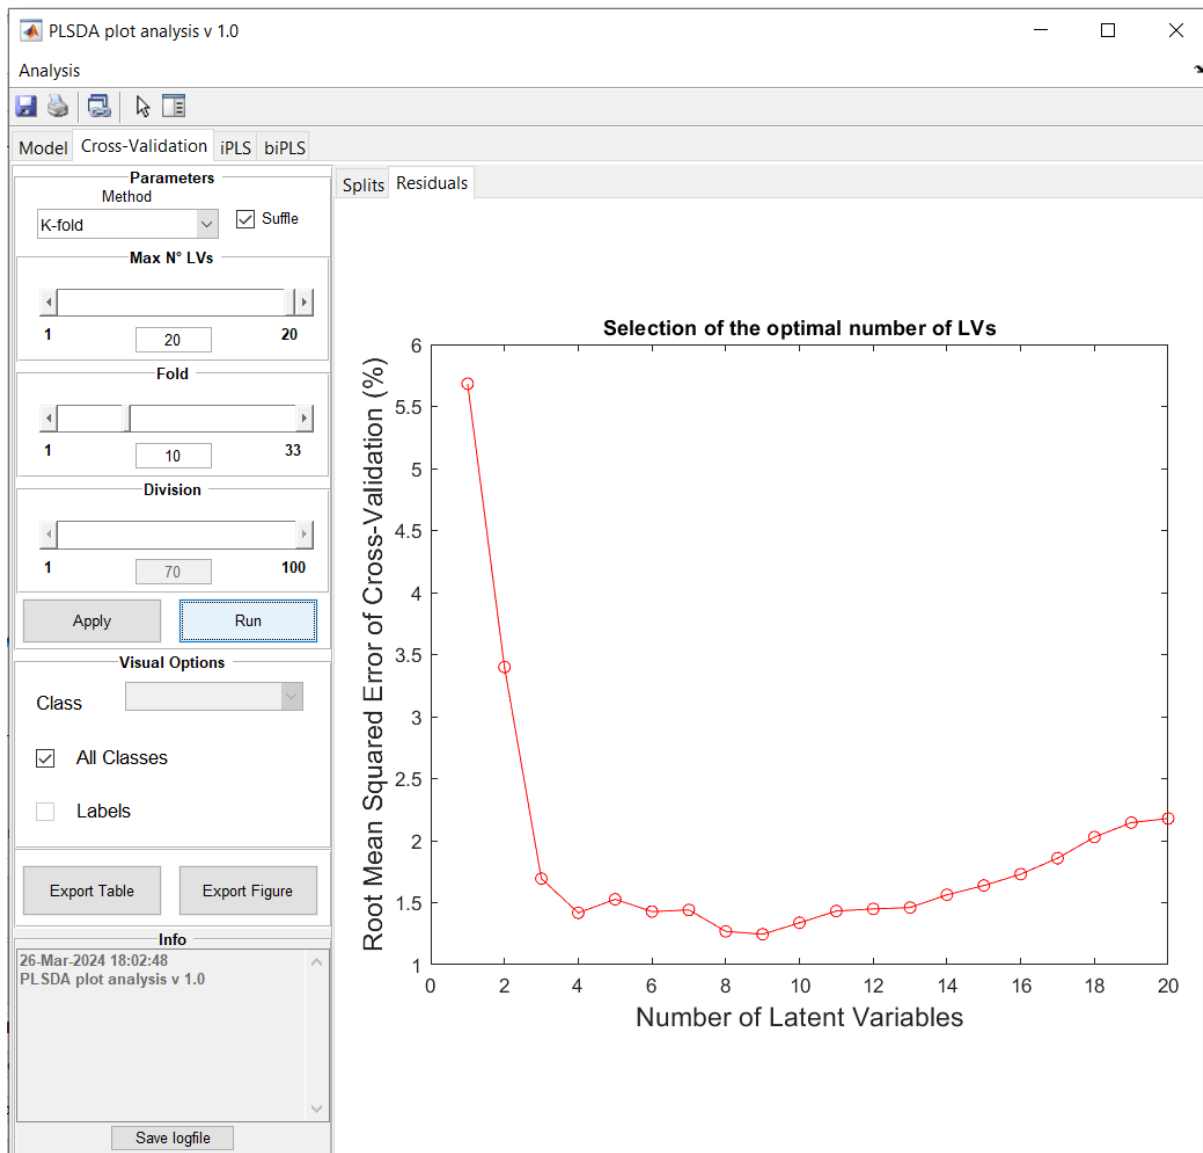 PLSDA plot analysis v 1.0
Analysis
Model Cross-Validation iPLS biPLS
Parameters
Method
K-fold
Suffle
Max N° LVs
1 20 20
Fold
1 10 33
Division
1 70 100
Apply Run
Visual Options
Class
All Classes
Labels
Export Table Export Figure
Info
26-Mar-2024 18:02:48
PLSDA plot analysis v 1.0
Save logfile
Splits Residuals
Selection of the optimal number of LVs
Root Mean Squared Error of Cross-Validation (%)
6
5.5
5
4.5
4
3.5
3
2.5
2
1.5
1
0 2 4 6 8 10 12 14 16 18 20
Number of Latent Variables